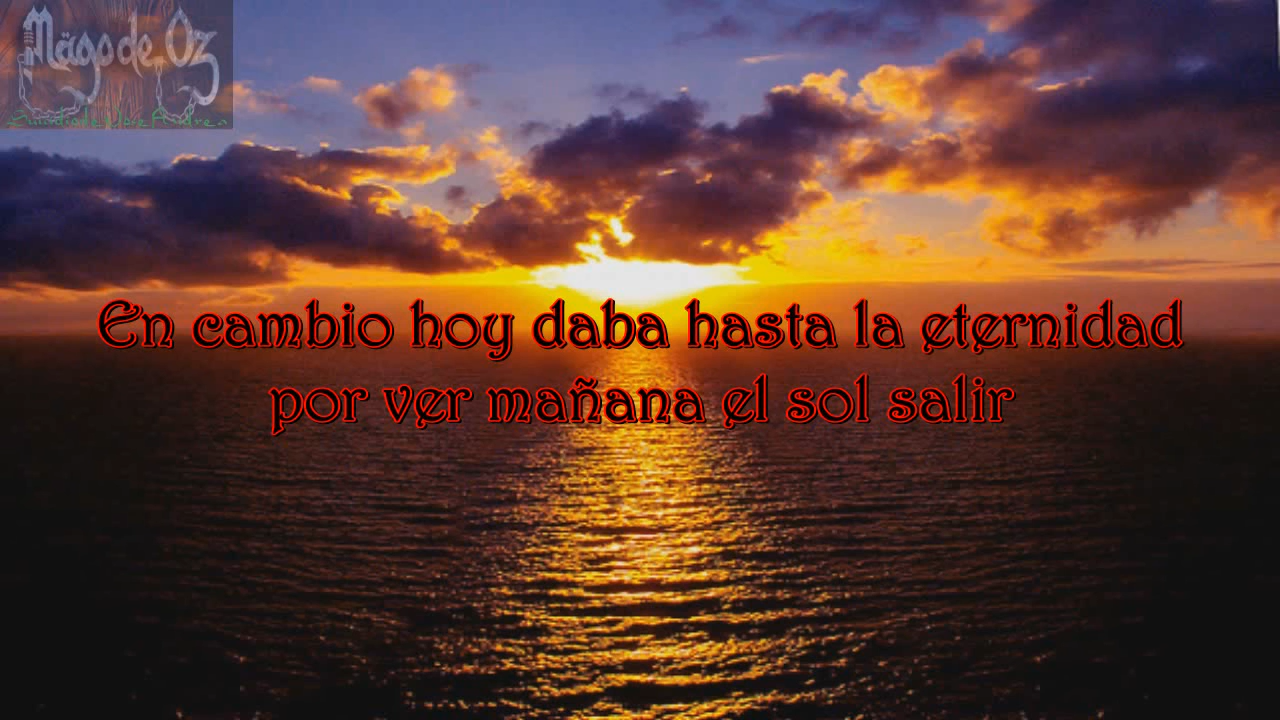 Mägo de Oz
En cambio hoy daba hasta la eternidad
por ver mañana el sol salir